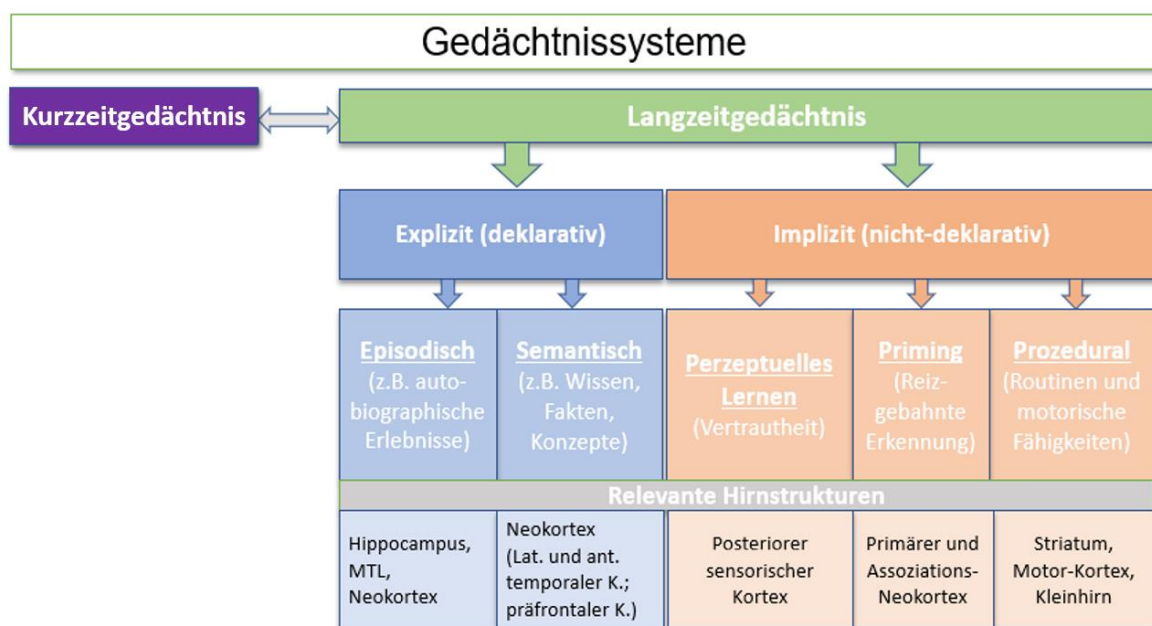 Gedächtnissysteme
Kurzzeitgedächtnis
Langzeitgedächtnis
Explizit (deklarativ)
Implizit (nicht-deklarativ)
Episodisch
(z.B. auto-
biographische
Erlebnisse)
Semantisch
(z.B. Wissen,
Fakten,
Konzepte)
Perzeptuelles
Lernen
(Vertrautheit)
Priming
(Reiz-
gebahnte
Erkennung)
Prozedural
(Routinen und
motorische
Fähigkeiten)
Relevante Hirnstrukturen
Hippocampus,
MTL,
Neokortex
Neokortex
(Lat. und ant.
temporaler K.;
präfrontaler K.)
Posteriorer
sensorischer
Kortex
Primärer und
Assoziations-
Neokortex
Striatum,
Motor-Kortex,
Kleinhirn